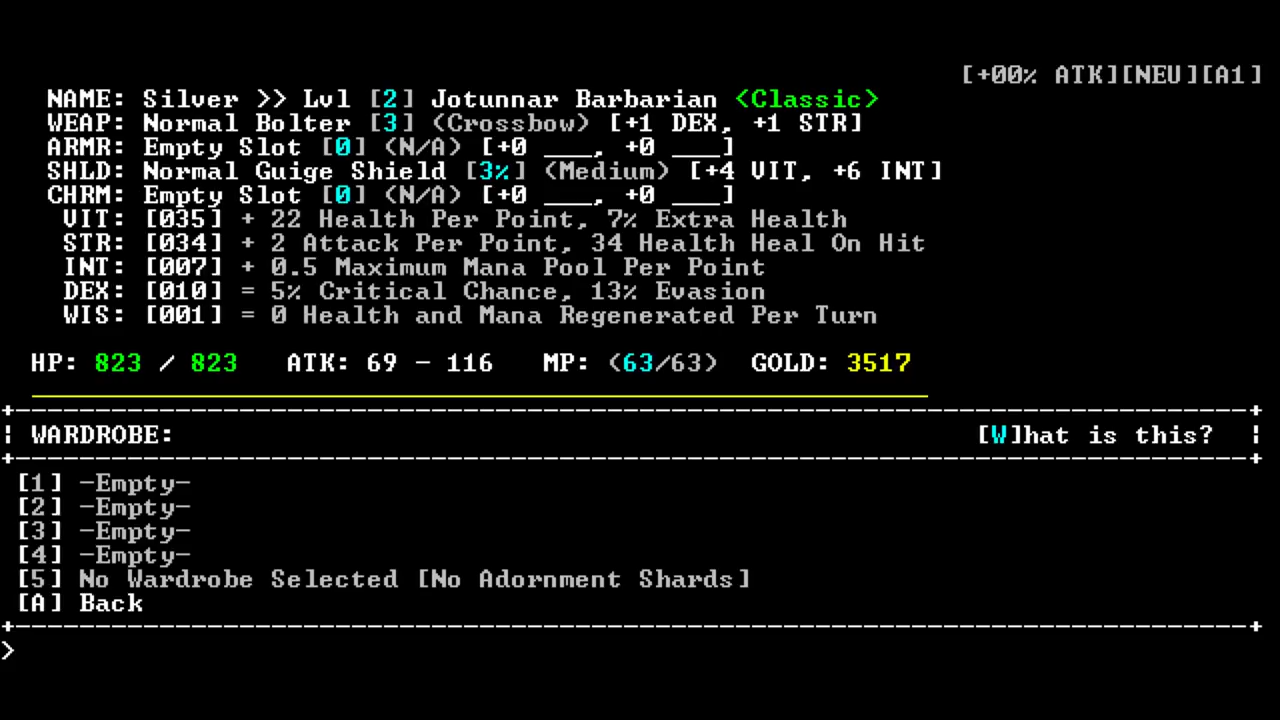 [+00% ATK][NEU][A1]
NAME: Silver >> Lvl [2] Jotunnar Barbarian <Classic>
WEAP: Normal Bolter [3] (Crossbow) [+1 DEX, +1 STR]
ARMR: Empty Slot [0] (N/A) [+0 ___, +0 ___]
SHLD: Normal Guige Shield [3%] (Medium) [+4 VIT, +6 INT]
CHRM: Empty Slot [0] (N/A) [+0 ___, +0 ___]
VIT: [035] + 22 Health Per Point, 7% Extra Health
STR: [034] + 2 Attack Per Point, 34 Health Heal On Hit
INT: [007] + 0.5 Maximum Mana Pool Per Point
DEX: [010] = 5% Critical Chance, 13% Evasion
WIS: [001] = 0 Health and Mana Regenerated Per Turn
HP: 823 / 823 ATK: 69 - 116 MP: (63/63) GOLD: 3517
WARDROBE: [W]hat is this?
[1] -Empty-
[2] -Empty-
[3] -Empty-
[4] -Empty-
[5] No Wardrobe Selected [No Adornment Shards]
[A] Back
>